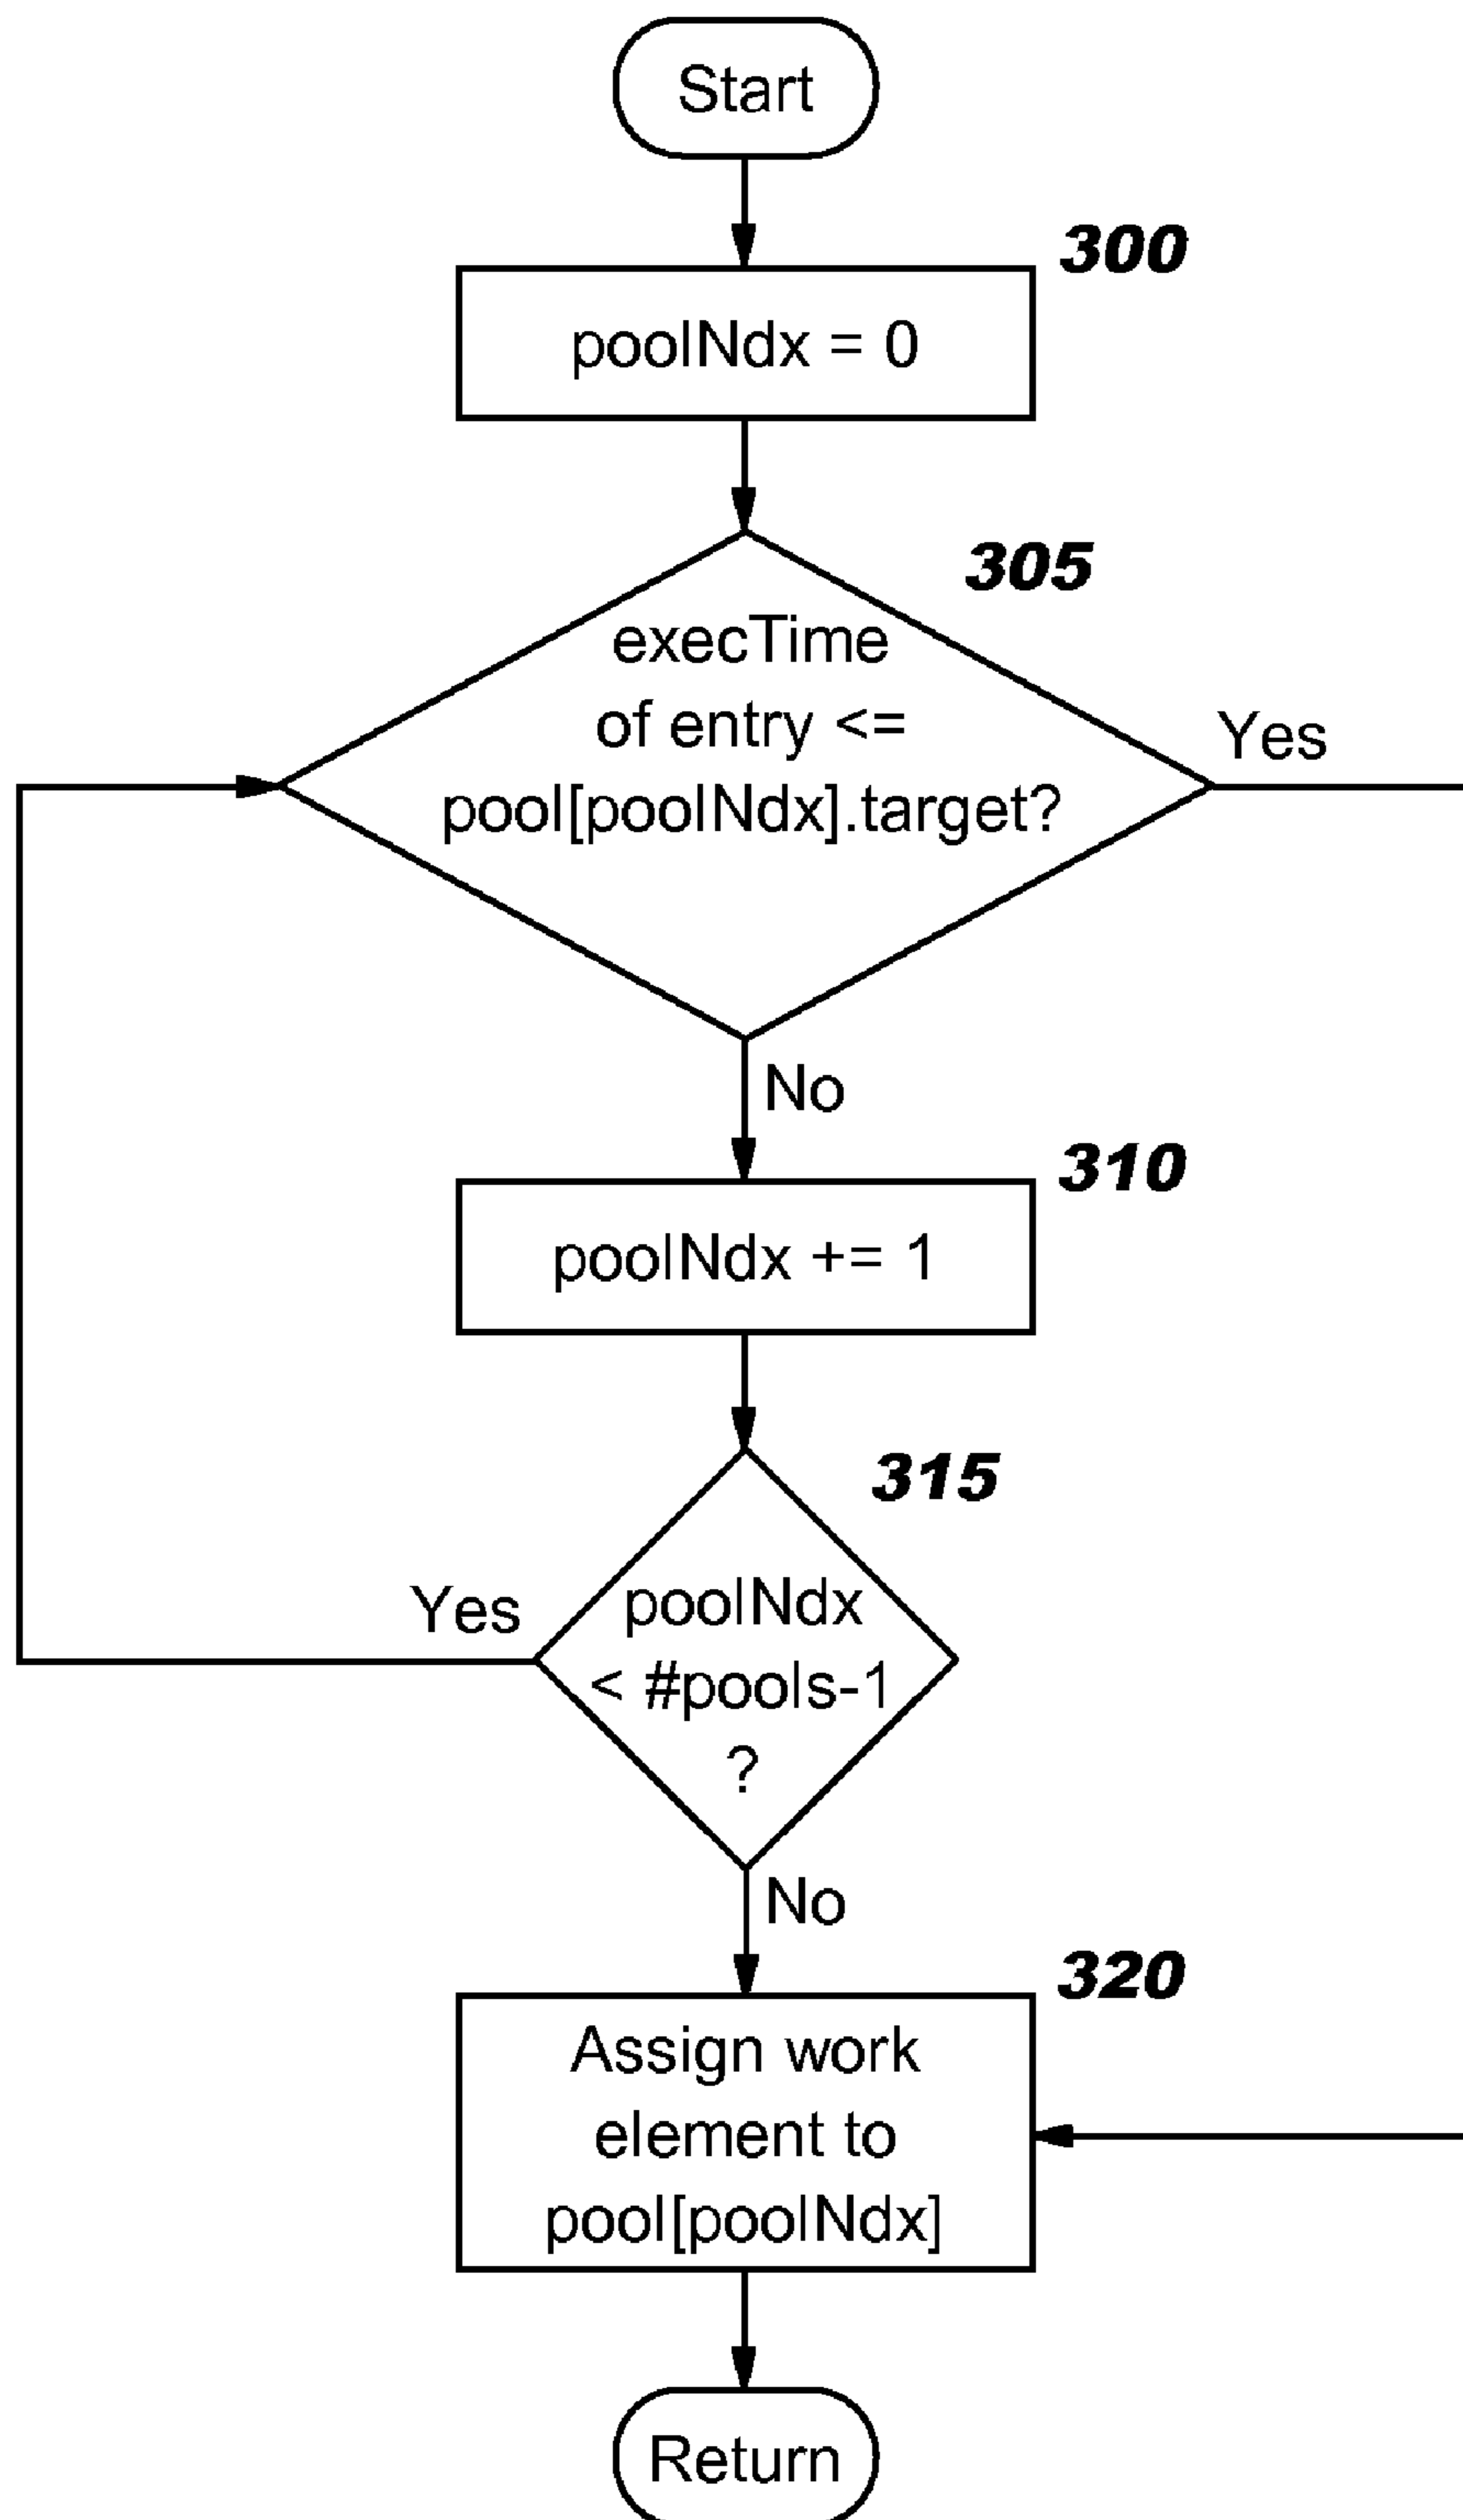 Start
300
poolNdx = 0
305
execTime
of entry <=
Yes
pool[poolNdx].target?
No
310
poolNdx += 1
315
Yes
poolNdx
< #pools-1
?
No
320
Assign work
element to
pool[poolNdx]
Return